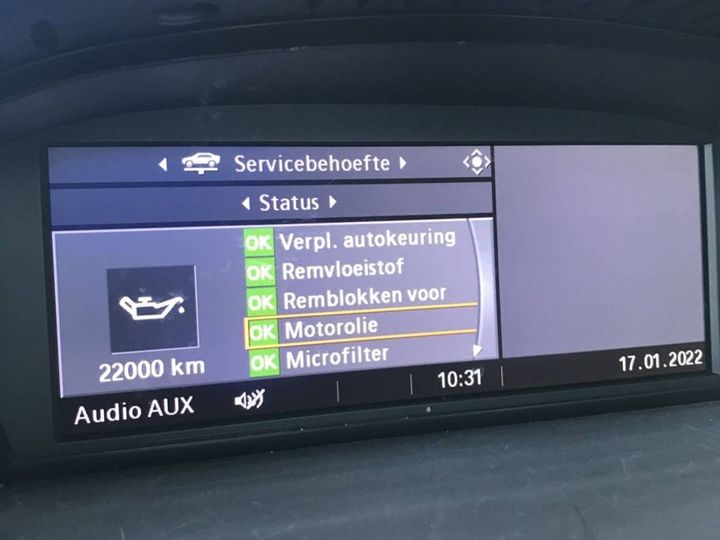 Servicebehoefte
Status
OK Verpl. autokeuring
OK Remvloeistof
OK Remblokken voor
OK Motorolie
OK Microfilter
22000 km
Audio AUX
10:31
17.01.2022